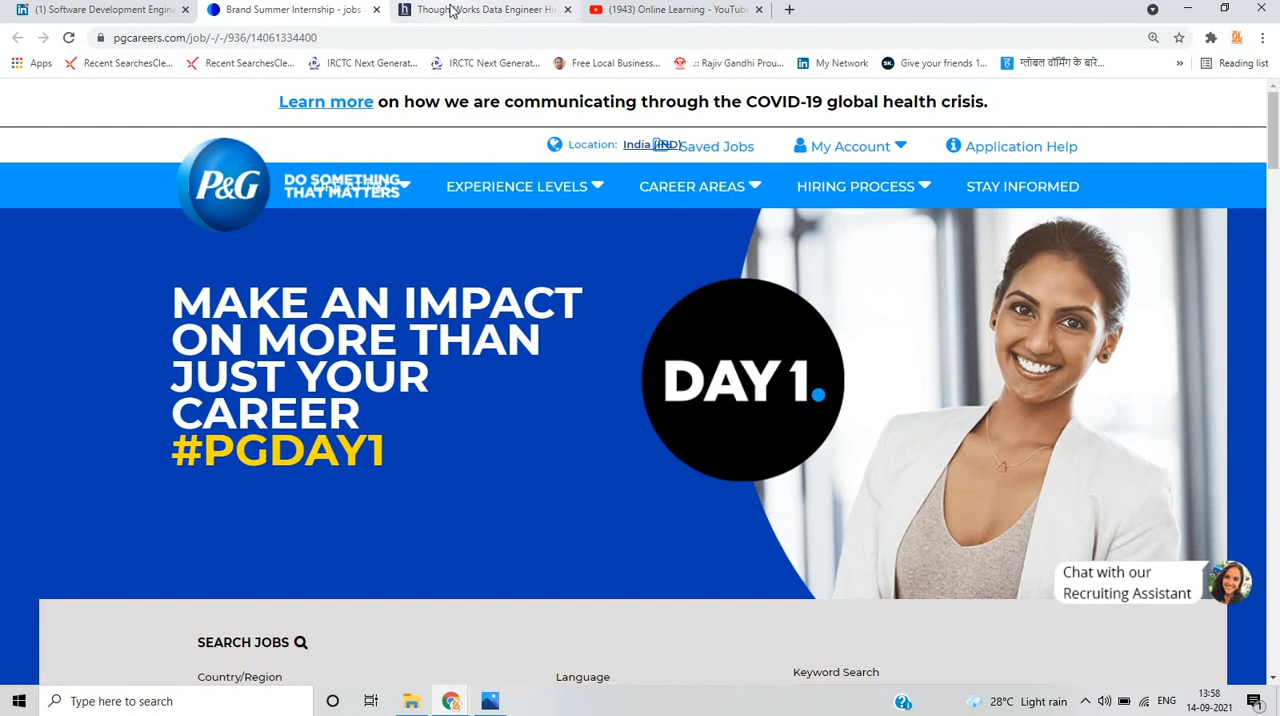 (1) Software Development Engine
Brand Summer Internship - jobs
ThoughtWorks Data Engineer Hi
(1943) Online Learning - YouTube
pgcareers.com/job/-/-/936/14061334400
Apps
Recent SearchesCle...
Recent SearchesCle...
IRCTC Next Generat...
IRCTC Next Generat...
Free Local Business...
.:: Rajiv Gandhi Prou...
My Network
Give your friends 1...
ग्लोबल वॉर्मिंग के बारे...
»
Reading list
Learn more on how we are communicating through the COVID-19 global health crisis.
Location: India (IND)
Saved Jobs
My Account
Application Help
P&G
DO SOMETHING
THAT MATTERS
EXPERIENCE LEVELS
CAREER AREAS
HIRING PROCESS
STAY INFORMED
MAKE AN IMPACT
ON MORE THAN
JUST YOUR
CAREER
#PGDAY1
DAY 1.
Chat with our
Recruiting Assistant
SEARCH JOBS
Country/Region
Language
Keyword Search
Type here to search
28°C Light rain
ENG
13:58
14-09-2021
1